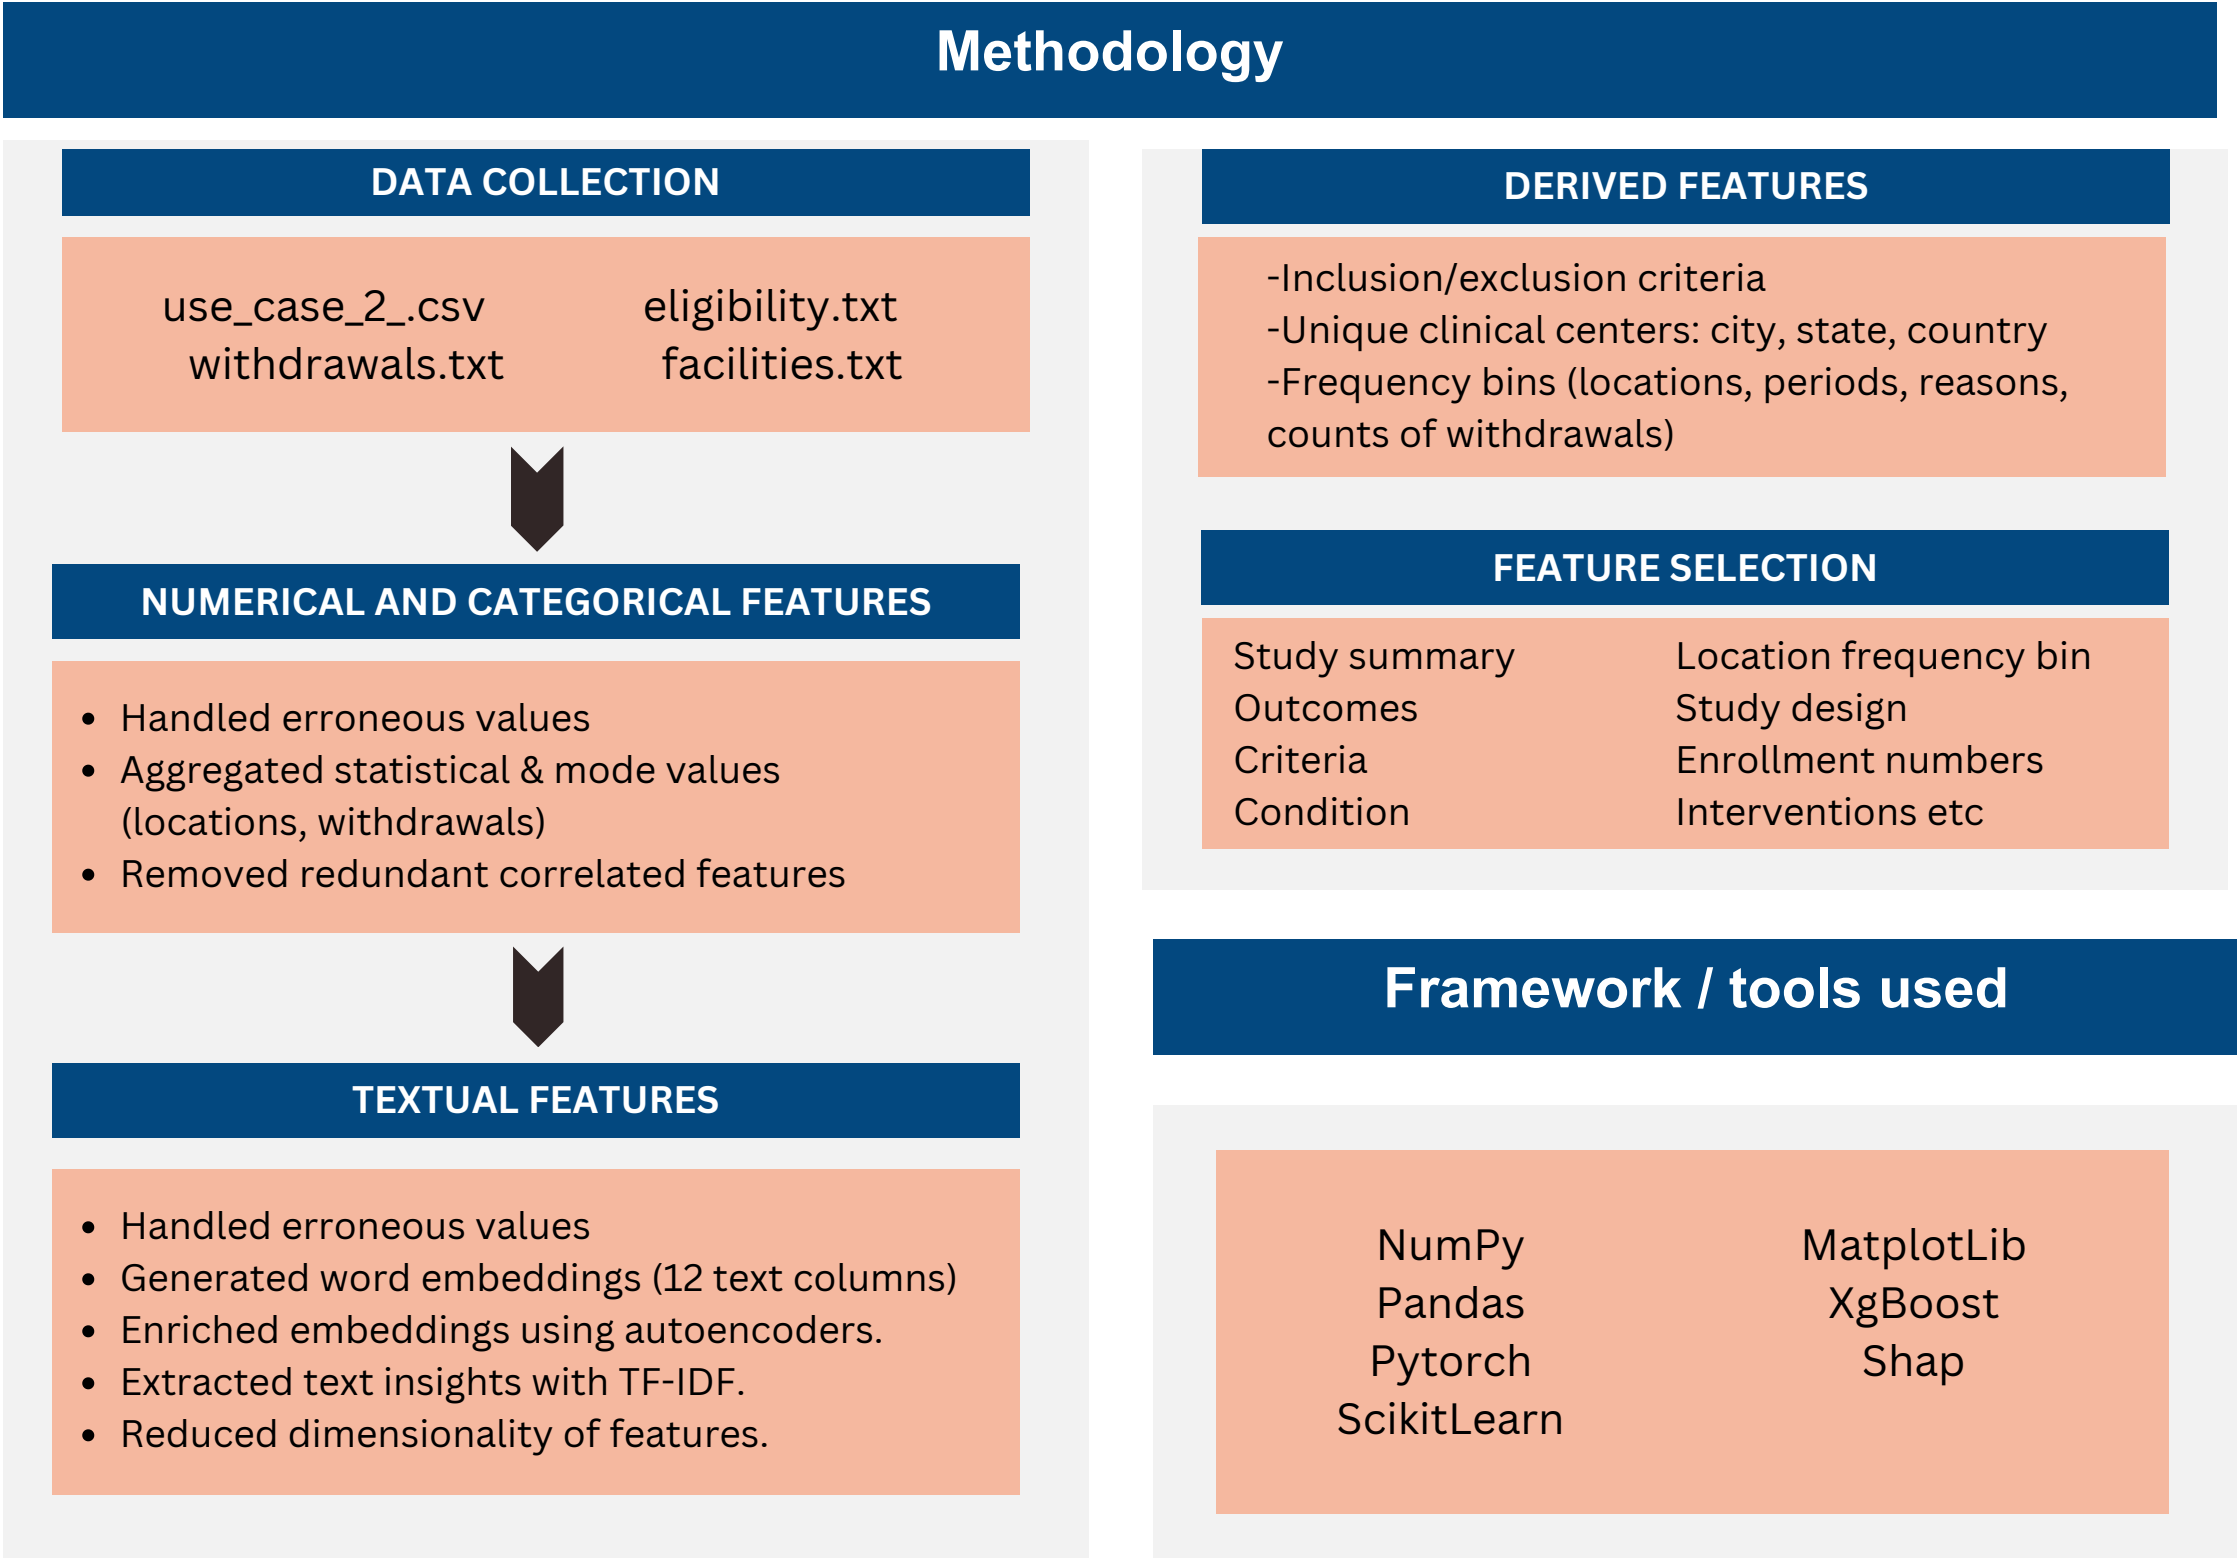 Methodology
DATA COLLECTION
use_case_2_.csv
eligibility.txt
withdrawals.txt
facilities.txt
NUMERICAL AND CATEGORICAL FEATURES
• Handled erroneous values
• Aggregated statistical & mode values
(locations, withdrawals)
• Removed redundant correlated features
TEXTUAL FEATURES
• Handled erroneous values
• Generated word embeddings (12 text columns)
• Enriched embeddings using autoencoders.
• Extracted text insights with TF-IDF.
• Reduced dimensionality of features.
DERIVED FEATURES
-Inclusion/exclusion criteria
-Unique clinical centers: city, state, country
-Frequency bins (locations, periods, reasons,
counts of withdrawals)
FEATURE SELECTION
Study summary
Outcomes
Criteria
Condition
Location frequency bin
Study design
Enrollment numbers
Interventions etc
Framework / tools used
NumPy
Pandas
Pytorch
ScikitLearn
MatplotLib
XgBoost
Shap